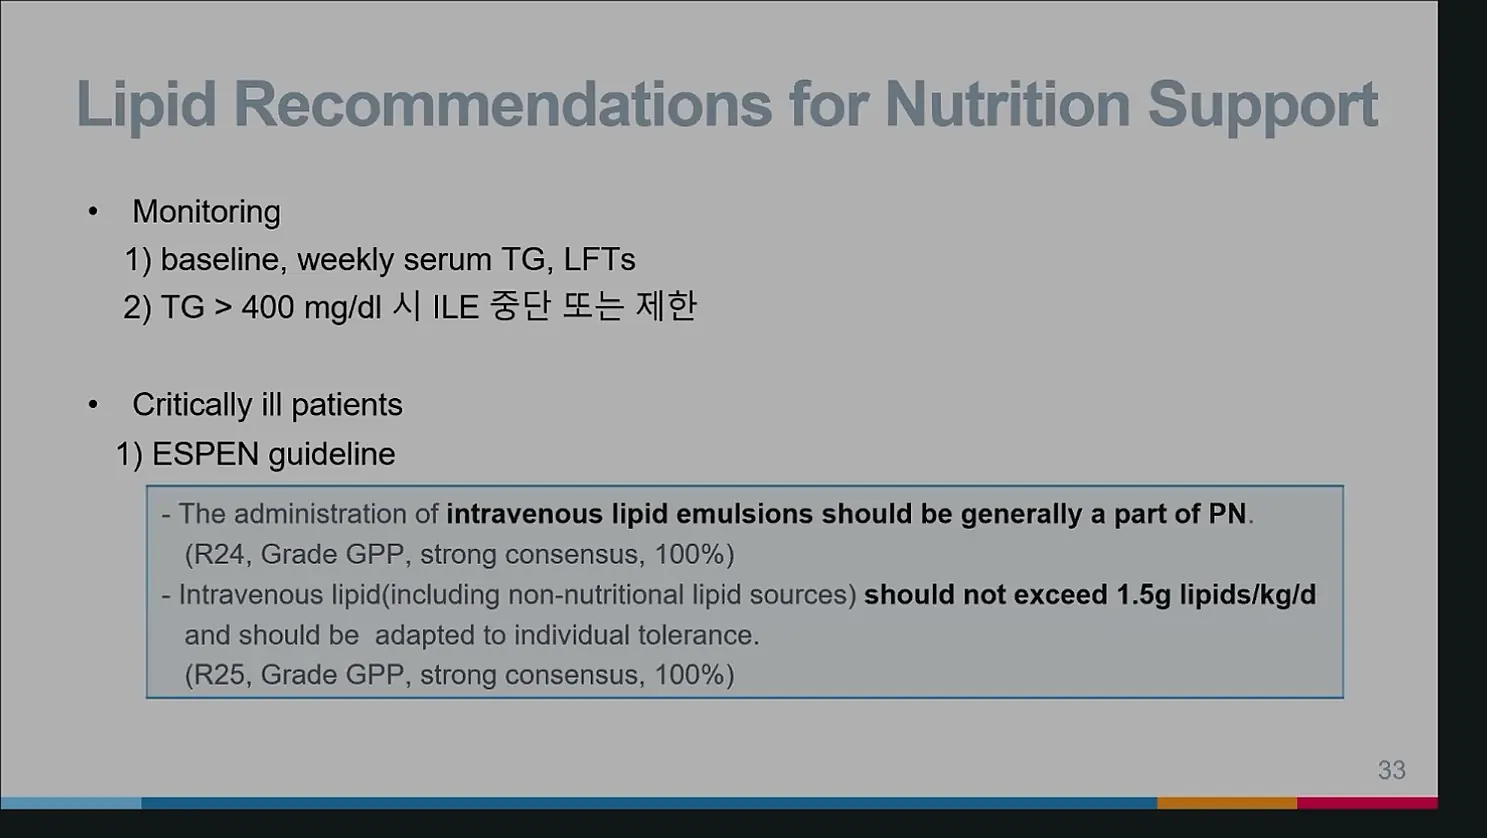 Lipid Recommendations for Nutrition Support
• Monitoring
1) baseline, weekly serum TG, LFTs
2) TG > 400 mg/dl 시 ILE 중단 또는 제한
• Critically ill patients
1) ESPEN guideline
- The administration of intravenous lipid emulsions should be generally a part of PN.
(R24, Grade GPP, strong consensus, 100%)
- Intravenous lipid(including non-nutritional lipid sources) should not exceed 1.5g lipids/kg/d
and should be adapted to individual tolerance.
(R25, Grade GPP, strong consensus, 100%)
33